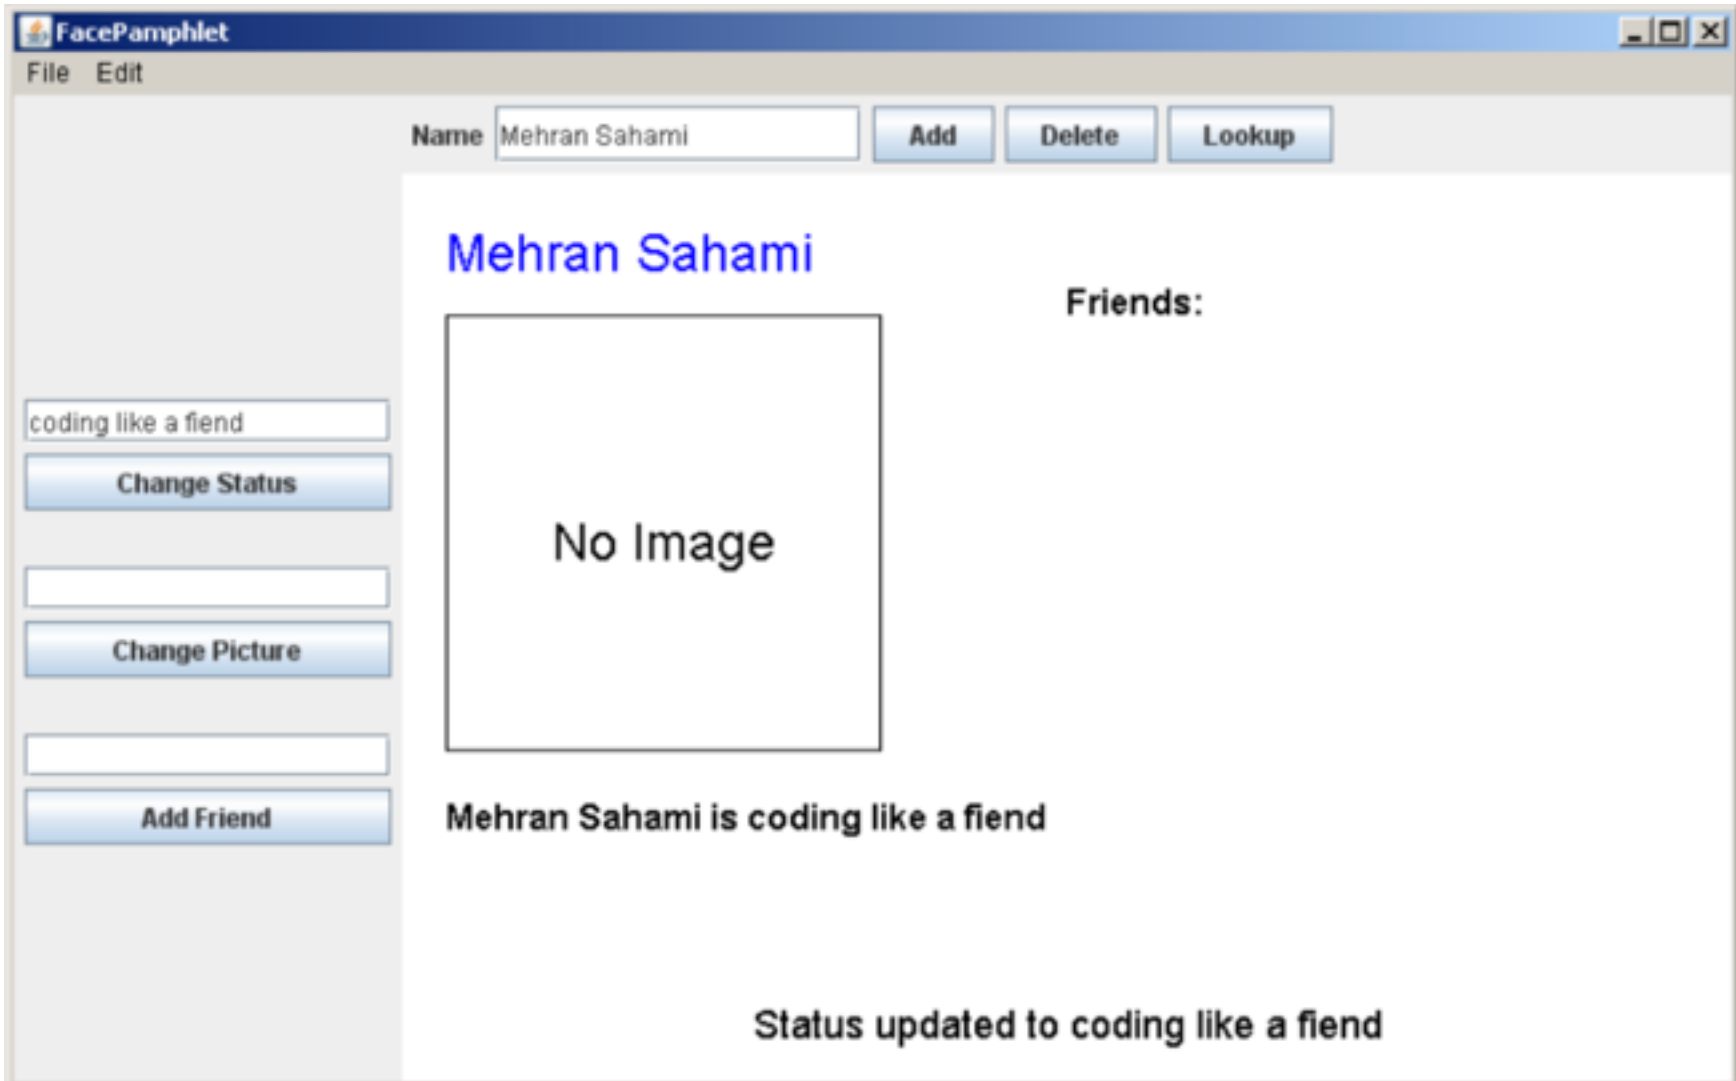 FacePamphlet
File Edit
Name Mehran Sahami Add Delete Lookup
Mehran Sahami
Friends:
coding like a fiend
Change Status
No Image
Change Picture
Add Friend
Mehran Sahami is coding like a fiend
Status updated to coding like a fiend